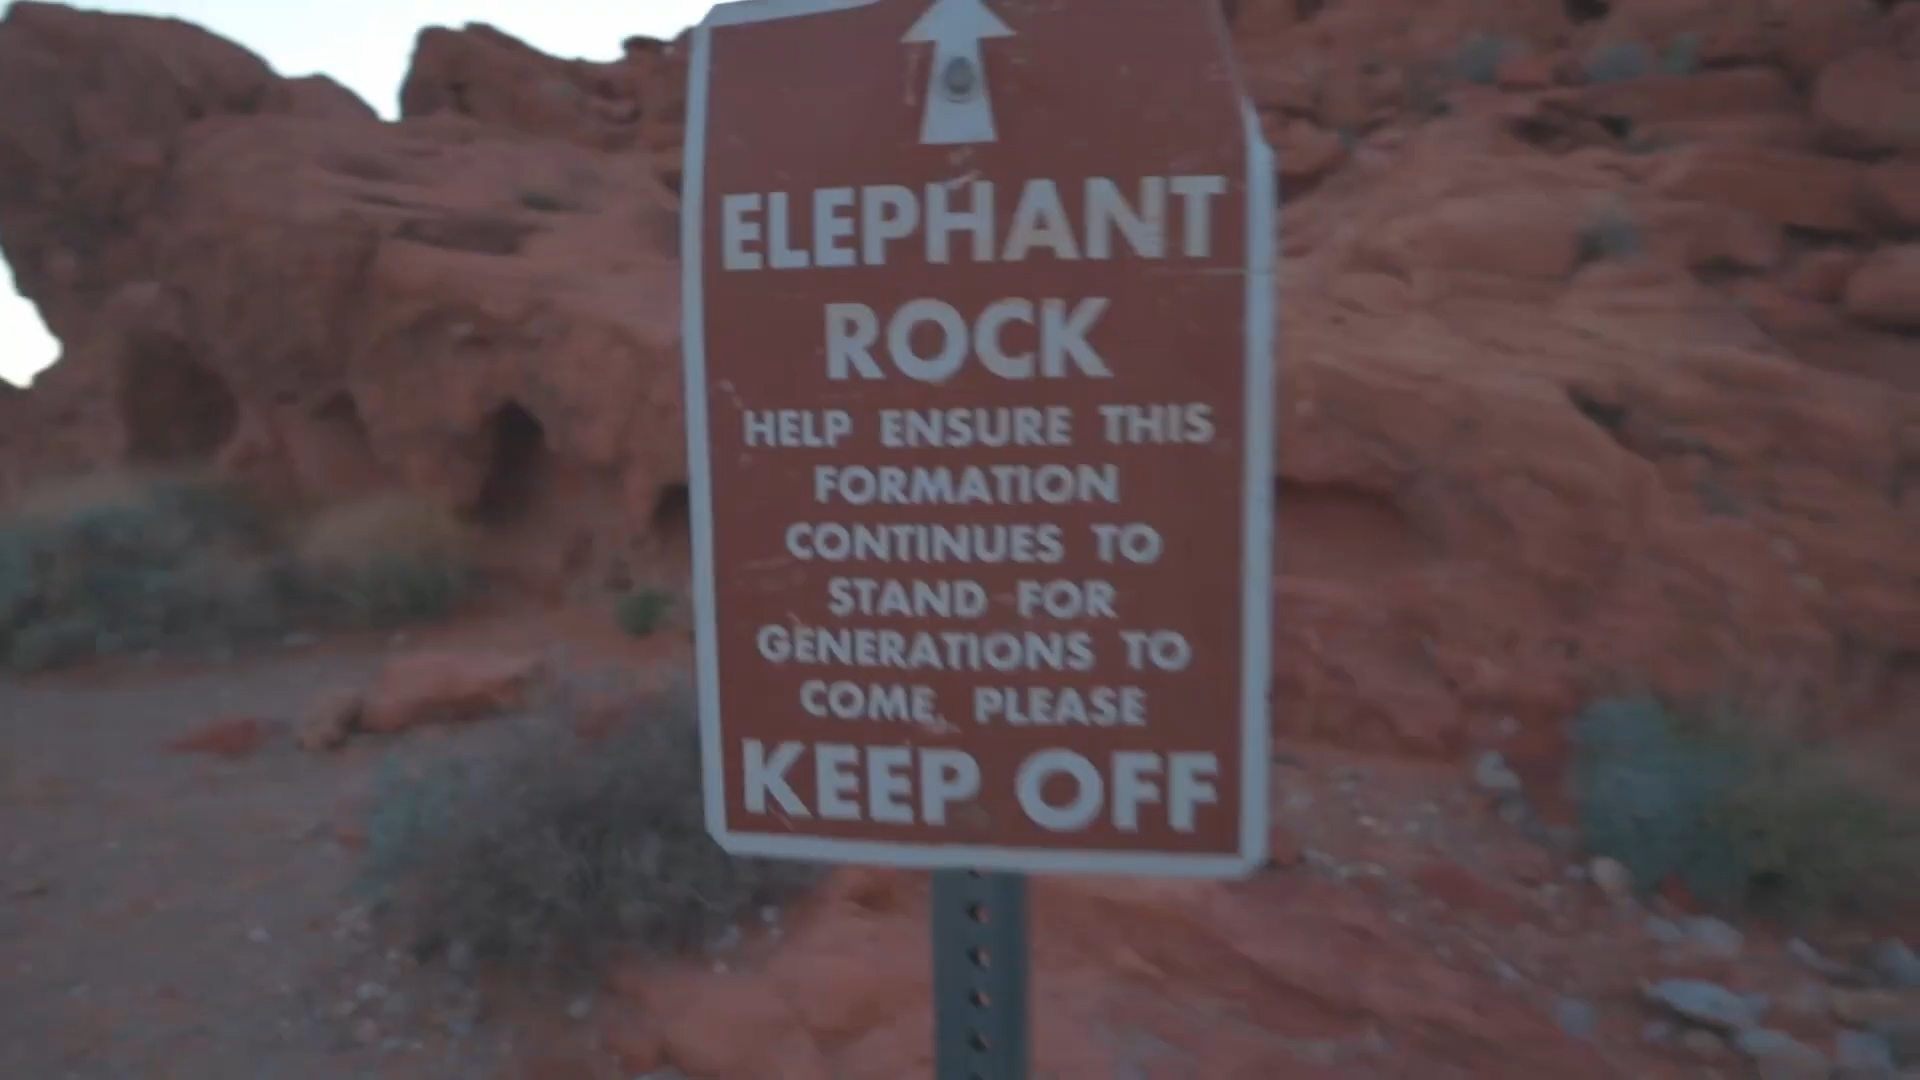 ELEPHANT
ROCK
HELP ENSURE THIS
FORMATION
CONTINUES TO
STAND FOR
GENERATIONS TO
COME, PLEASE
KEEP OFF